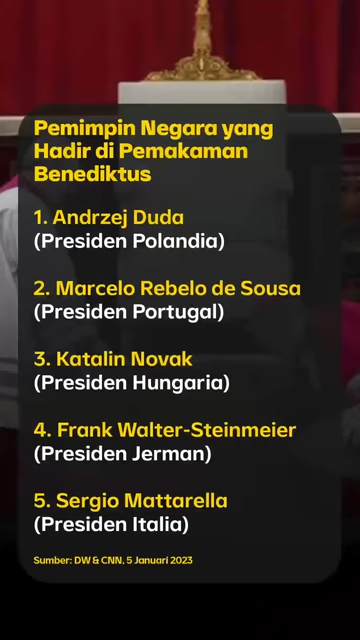 Pemimpin Negara yang
Hadir di Pemakaman
Benediktus
1. Andrzej Duda
(Presiden Polandia)
2. Marcelo Rebelo de Sousa
(Presiden Portugal)
3. Katalin Novak
(Presiden Hungaria)
4. Frank Walter-Steinmeier
(Presiden Jerman)
5. Sergio Mattarella
(Presiden Italia)
Sumber: DW & CNN, 5 Januari 2023